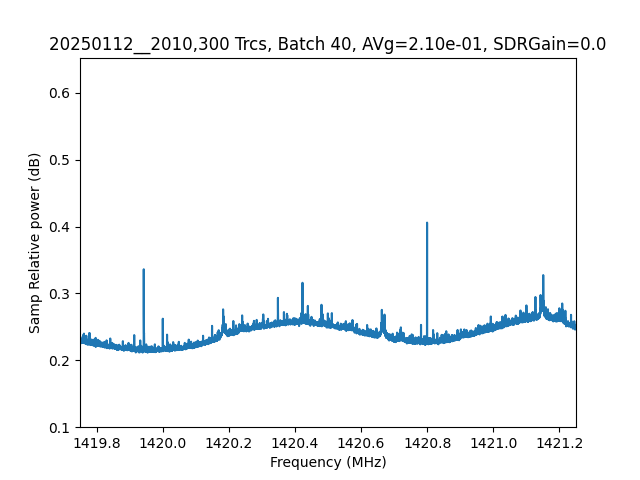 20250112__2010,300 Trcs, Batch 40, AVg=2.10e-01, SDRGain=0.0
0.6
0.5
0.4
0.3
0.2
0.1
Samp Relative power (dB)
1419.8 1420.0 1420.2 1420.4 1420.6 1420.8 1421.0 1421.2
Frequency (MHz)